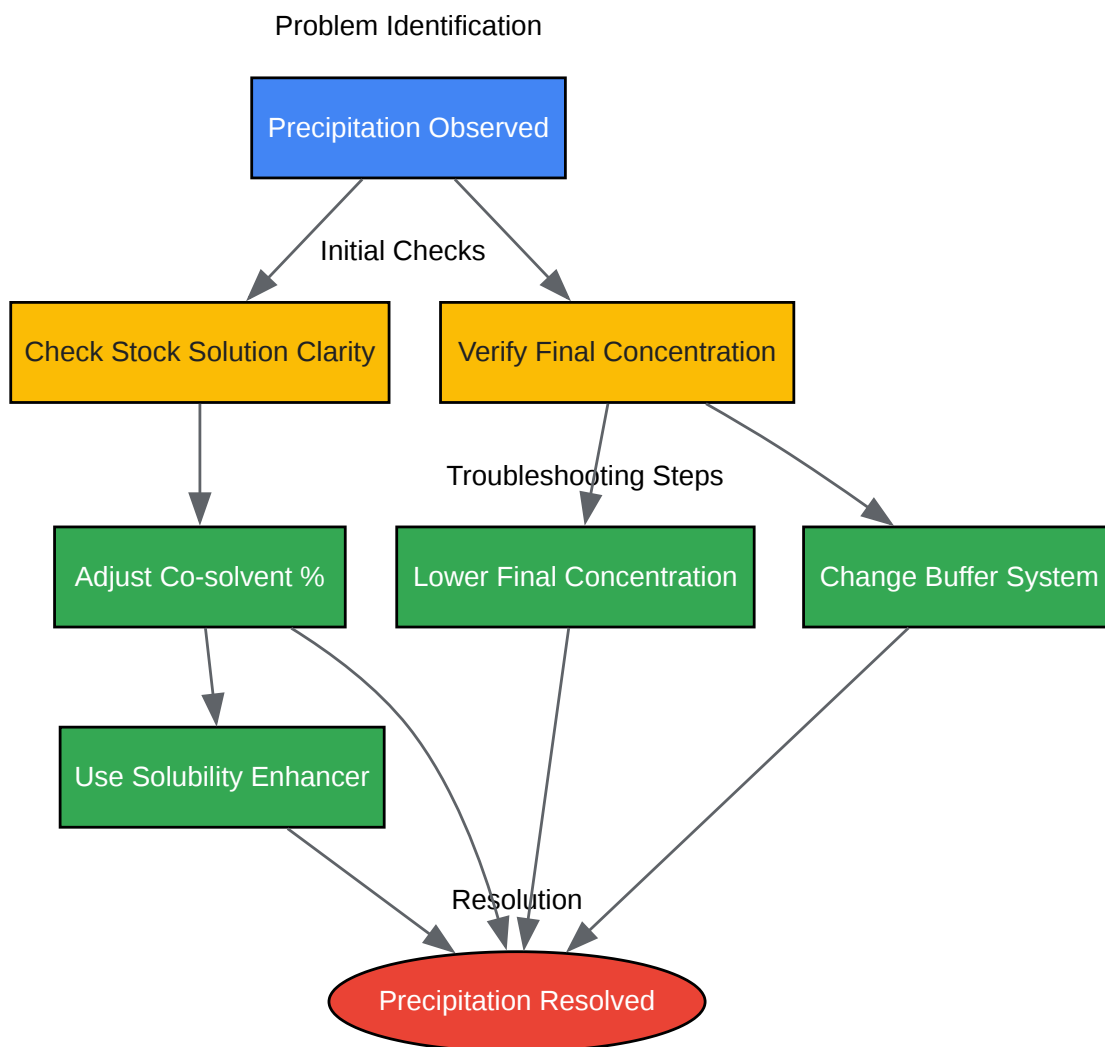 Problem Identification
Precipitation Observed
Initial Checks
Check Stock Solution Clarity
Verify Final Concentration
Troubleshooting Steps
Adjust Co-solvent %
Lower Final Concentration
Change Buffer System
Use Solubility Enhancer
Resolution
Precipitation Resolved